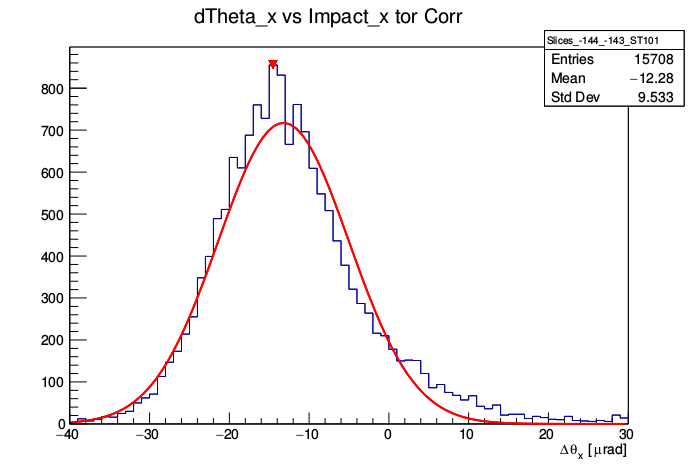 dTheta_x vs Impact_x tor Corr
Slices_-144_-143_ST101
Entries 15708
Mean −12.28
Std Dev 9.533
800
700
600
500
400
300
200
100
0
−40 −30 −20 −10 0 10 20 30
Δθx [μrad]